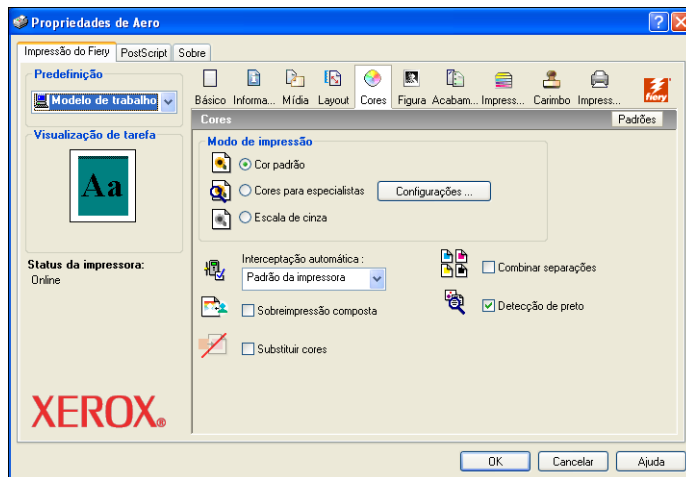 Propriedades de Aero
Impressão do Fiery PostScript Sobre
Predefinição
Modelo de trabalho
Visualização de tarefa
Aa
Status da impressora:
Online
XEROX®
Básico Informa... Mídia Layout Cores Figura Acabam... Impress... Carimbo Impress...
fiery
Cores Padrões
Modo de impressão
Cor padrão
Cores para especialistas Configurações ...
Escala de cinza
Interceptação automática :
Padrão da impressora
Combinar separações
Sobreimpressão composta
Detecção de preto
Substituir cores
OK Cancelar Ajuda